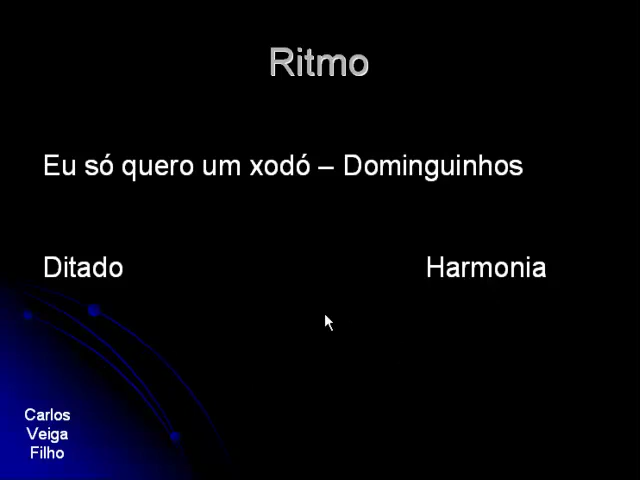 Ritmo
Eu só quero um xodó – Dominguinhos
Ditado
Harmonia
Carlos
Veiga
Filho